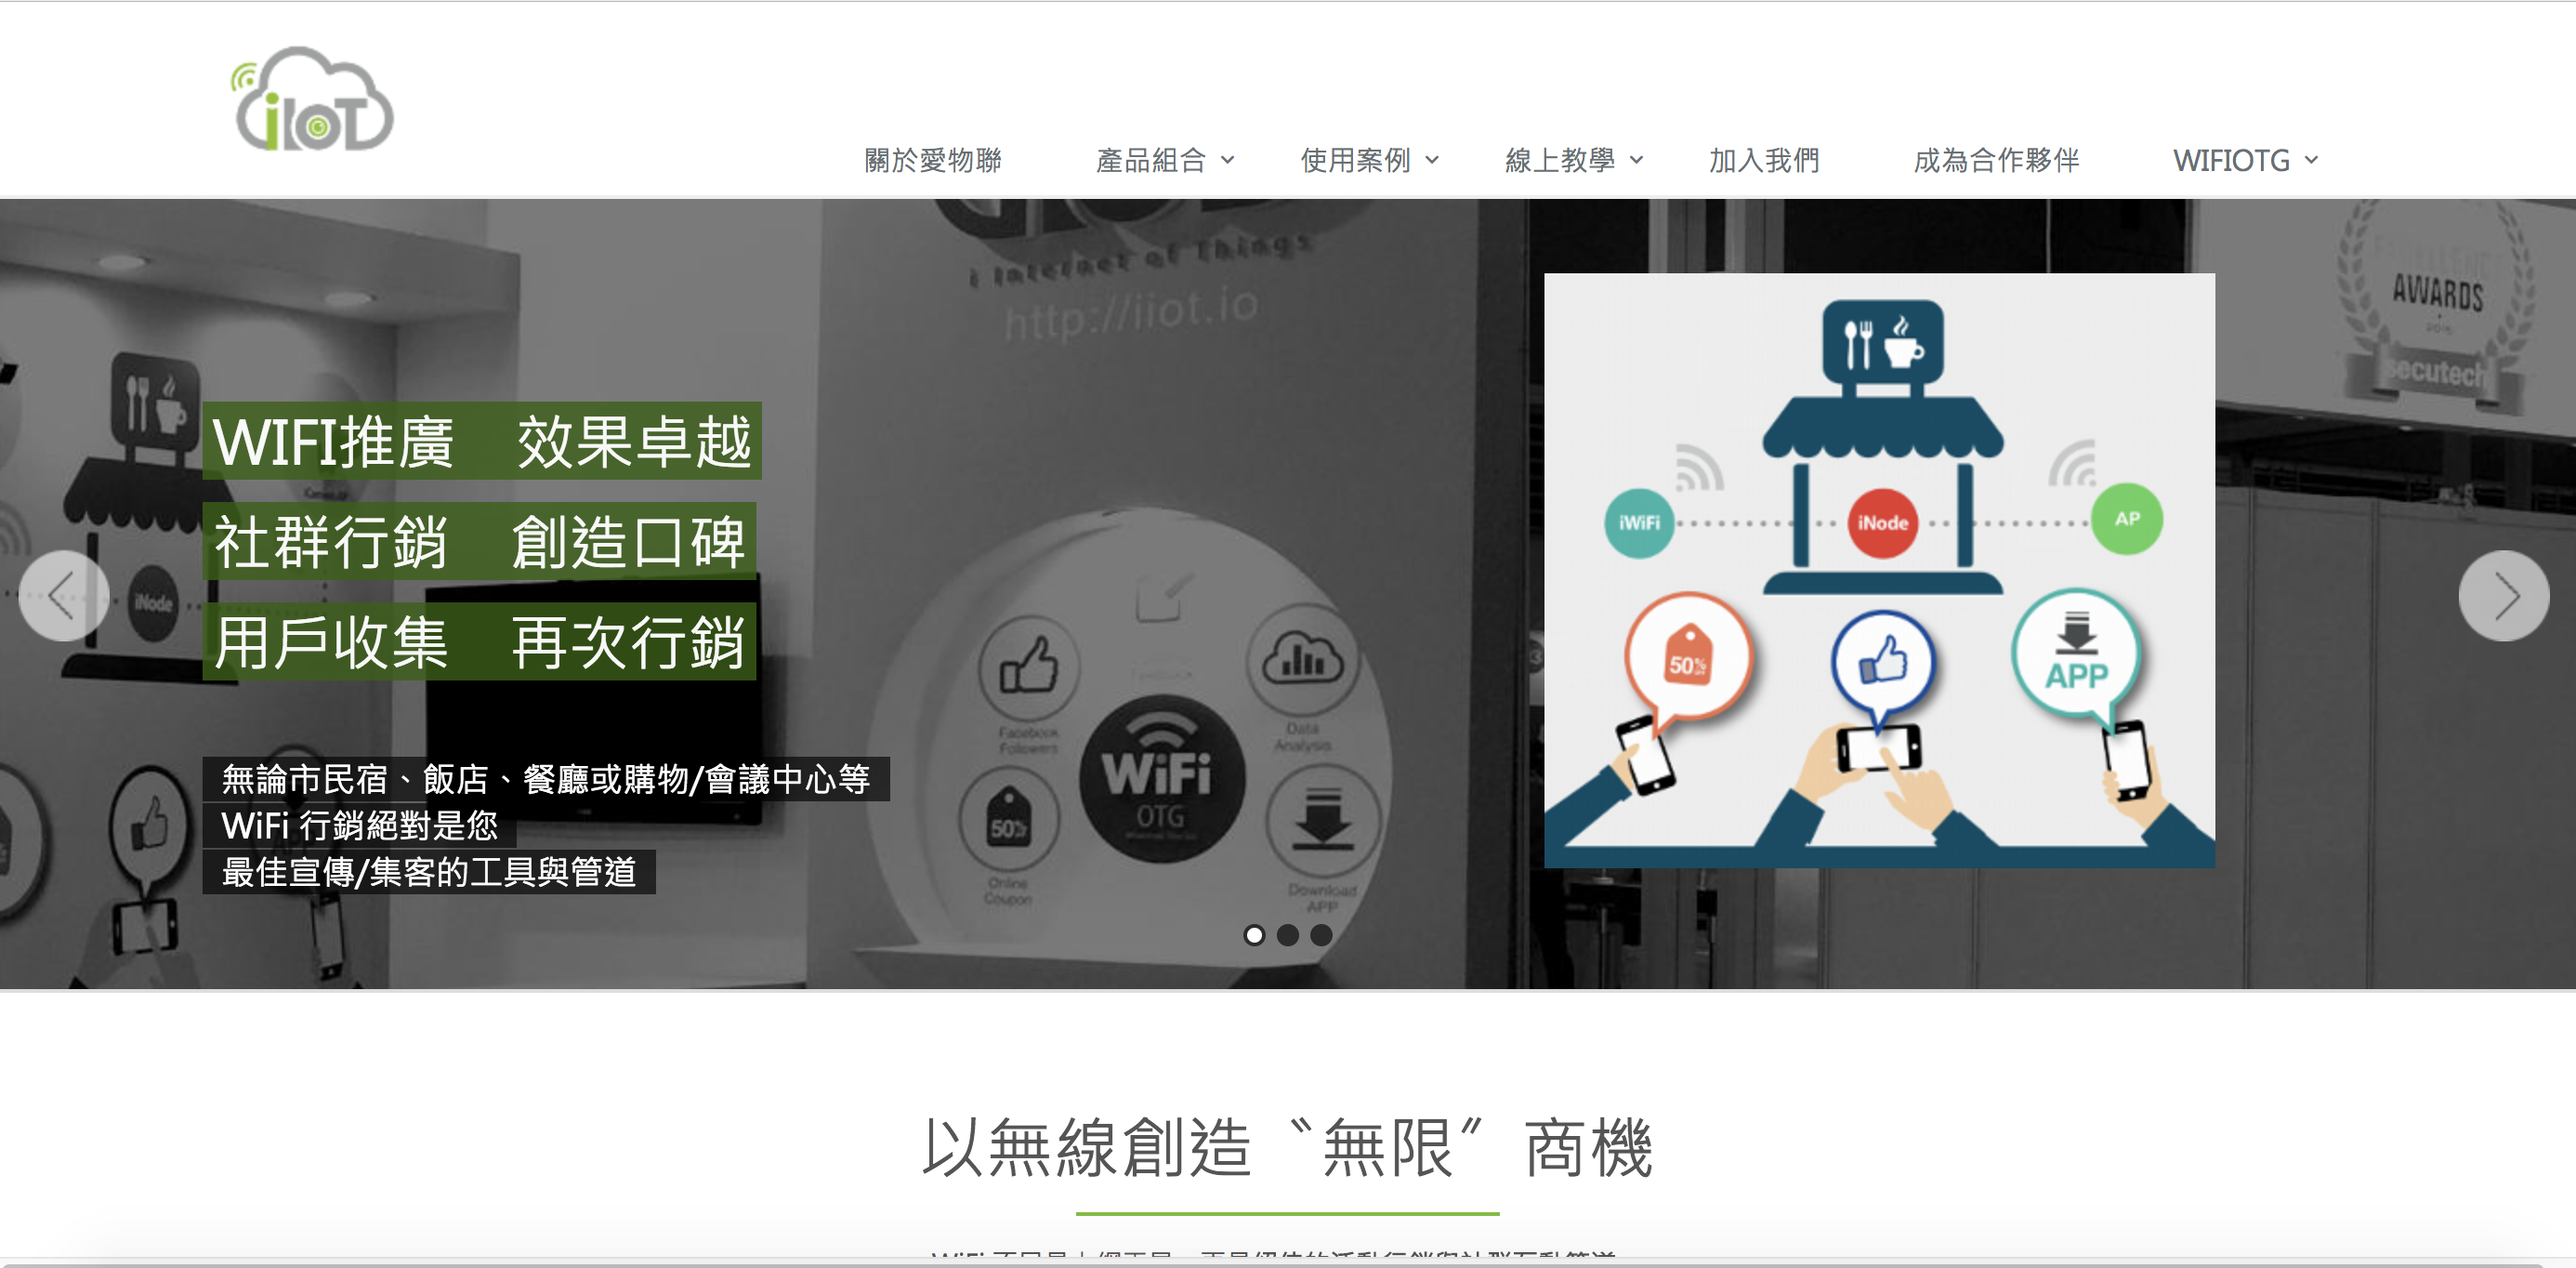 iIoT
關於愛物聯
產品組合
使用案例
線上教學
加入我們
成為合作夥伴
WIFIOTG
i Internet of Things
http://iiot.io
AWARDS
secutech
WIFI推廣 效果卓越
社群行銷 創造口碑
用戶收集 再次行銷
無論市民宿、飯店、餐廳或購物/會議中心等
WiFi 行銷絕對是您
最佳宣傳/集客的工具與管道
iNode
Facebook
Followers
Data
Analysis
WiFi
OTG
50%
Online
Coupon
Download
APP
iWiFi
iNode
AP
50%
APP
以無線創造〝無限〞商機